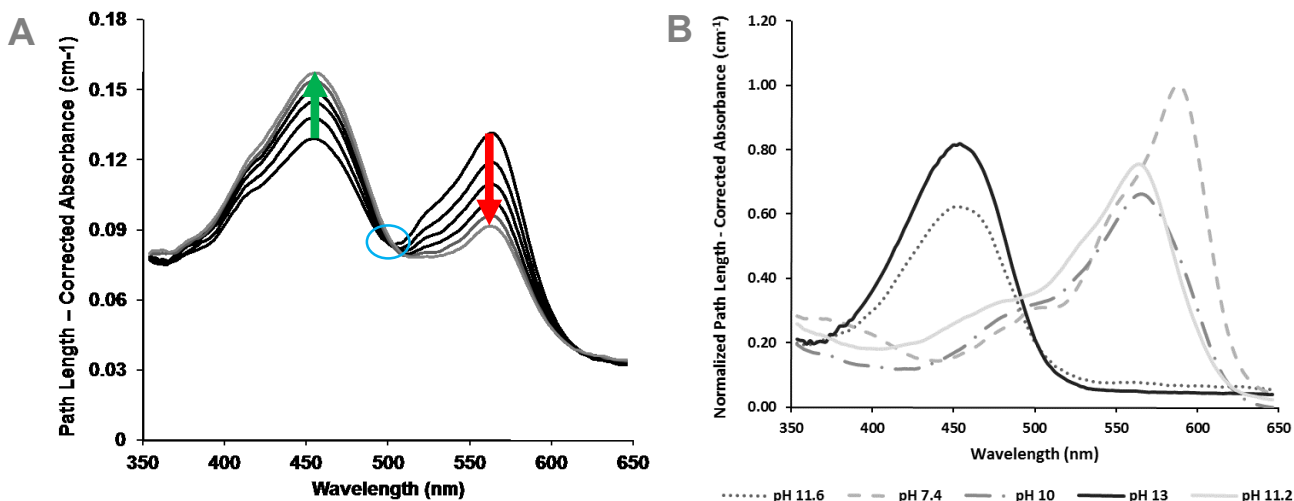 A
Path Length – Corrected Absorbance (cm-1)
0.18
0.15
0.12
0.09
0.06
0.03
0
350 400 450 500 550 600 650
Wavelength (nm)
B
Normalized Path Length - Corrected Absorbance (cm-1)
1.20
1.00
0.80
0.60
0.40
0.20
0.00
350 400 450 500 550 600 650
Wavelength (nm)
pH 11.6 pH 7.4 pH 10 pH 13 pH 11.2